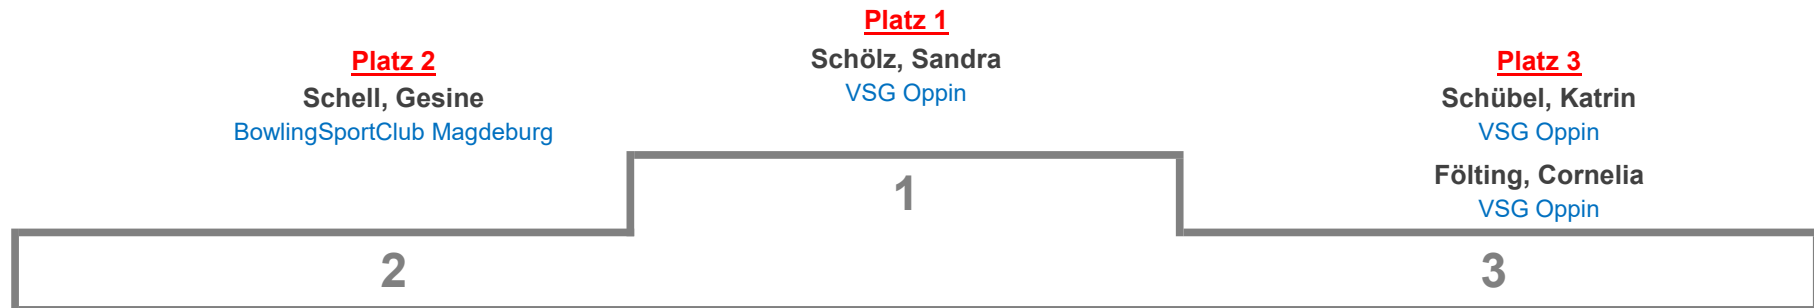 Platz 1
Schölz, Sandra
VSG Oppin
Platz 2
Schell, Gesine
BowlingSportClub Magdeburg
Platz 3
Schübel, Katrin
VSG Oppin
Fölting, Cornelia
VSG Oppin
1
2
3